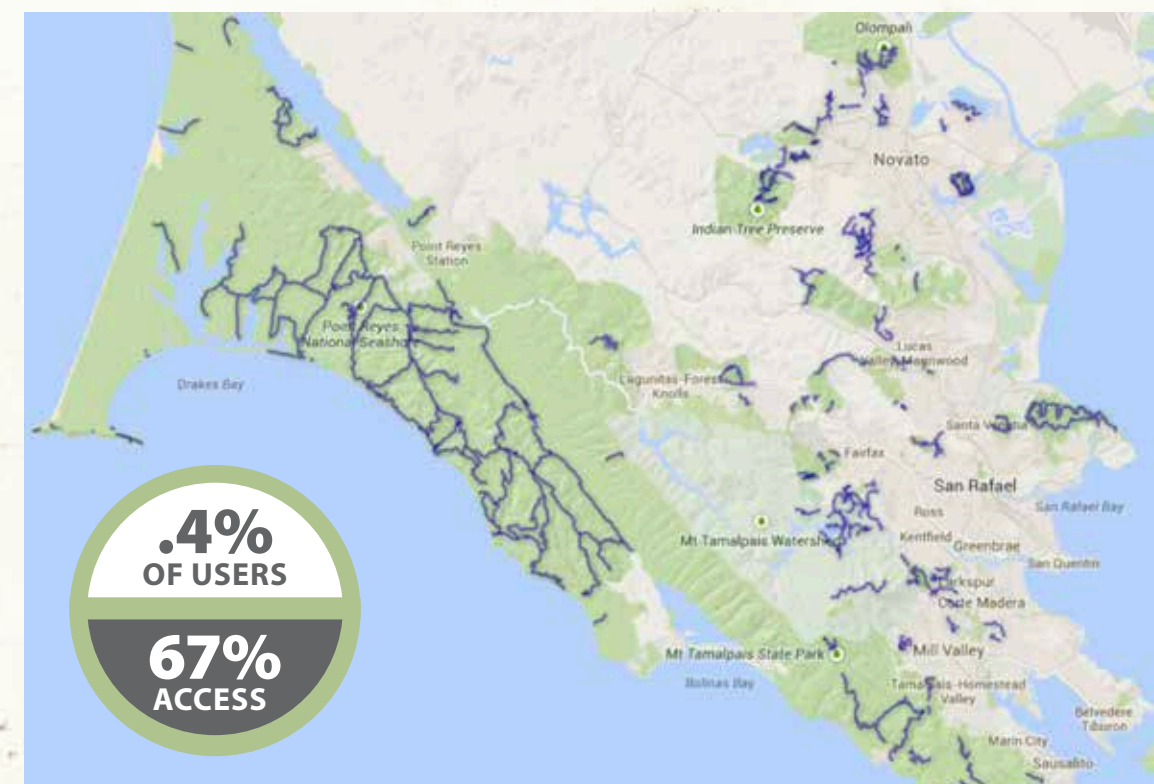 Olompali
Novato
Indian Tree Preserve
Point Reyes
Station
Point Reyes
National Seashore
Lucas
Valley-Marinwood
Lagunitas-Forest
Knolls
Drakes Bay
Santa Venetia
Fairfax
San Rafael
Ross
San Rafael Bay
Mt Tamalpais Watershed
Kentfield
Greenbrae
San Quentin
Larkspur
Corte Madera
.4%
OF USERS
67%
ACCESS
Mt Tamalpais State Park
Mill Valley
Bolinas Bay
Tamalpais-Homestead
Valley
Belvedere
Tiburon
Marin City
Sausalito